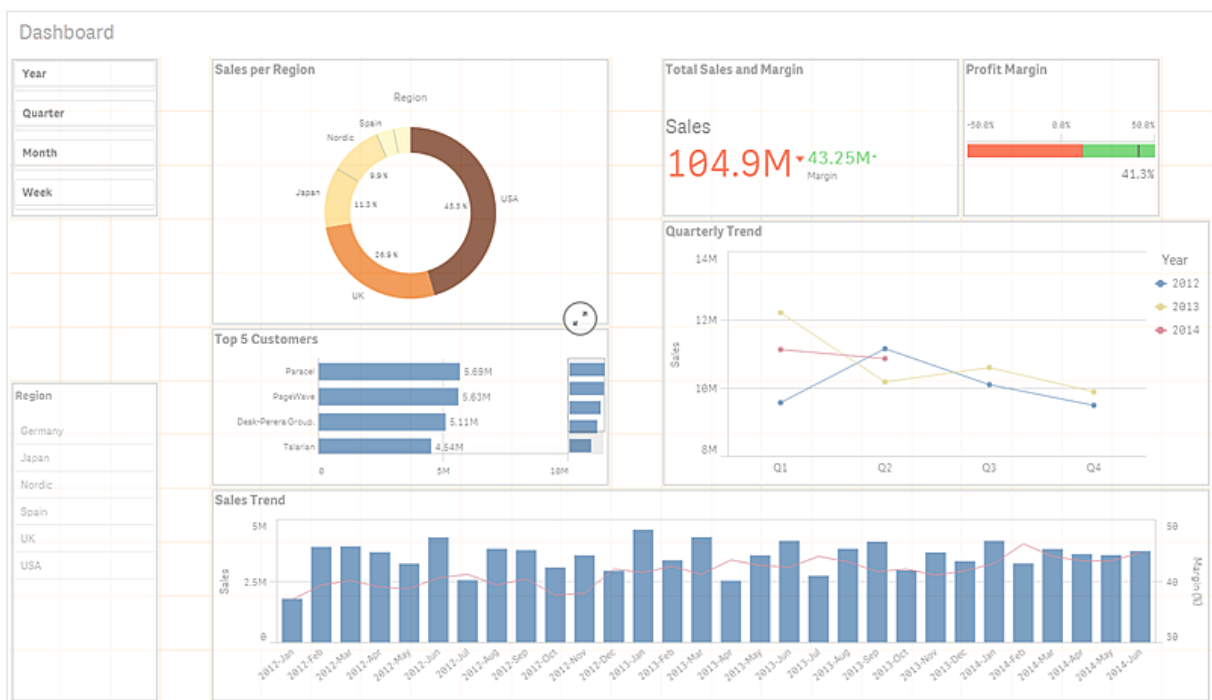 Dashboard
Year
Quarter
Month
Week
Region
Germany
Japan
Nordic
Spain
UK
USA
Sales per Region
Region
Spain
Nordic
Japan
UK
USA
9.9%
11.3%
26.9%
45.5%
Top 5 Customers
Paracel 5.69M
PageWave 5.63M
Deak-Perera Group. 5.11M
Talarian 4.54M
0 5M 10M
Total Sales and Margin
Sales
104.9M 43.25M
Margin
Profit Margin
-50.0% 0.0% 50.0%
41.3%
Quarterly Trend
14M
12M
10M
8M
Sales
Q1 Q2 Q3 Q4
Year
2012
2013
2014
Sales Trend
5M
2.5M
0
Sales
50
40
30
Margin (%)
2012-Jan 2012-Feb 2012-Mar 2012-Apr 2012-May 2012-Jun 2012-Jul 2012-Aug 2012-Sep 2012-Oct 2012-Nov 2012-Dec 2013-Jan 2013-Feb 2013-Mar 2013-Apr 2013-May 2013-Jun 2013-Jul 2013-Aug 2013-Sep 2013-Oct 2013-Nov 2013-Dec 2014-Jan 2014-Feb 2014-Mar 2014-Apr 2014-May 2014-Jun